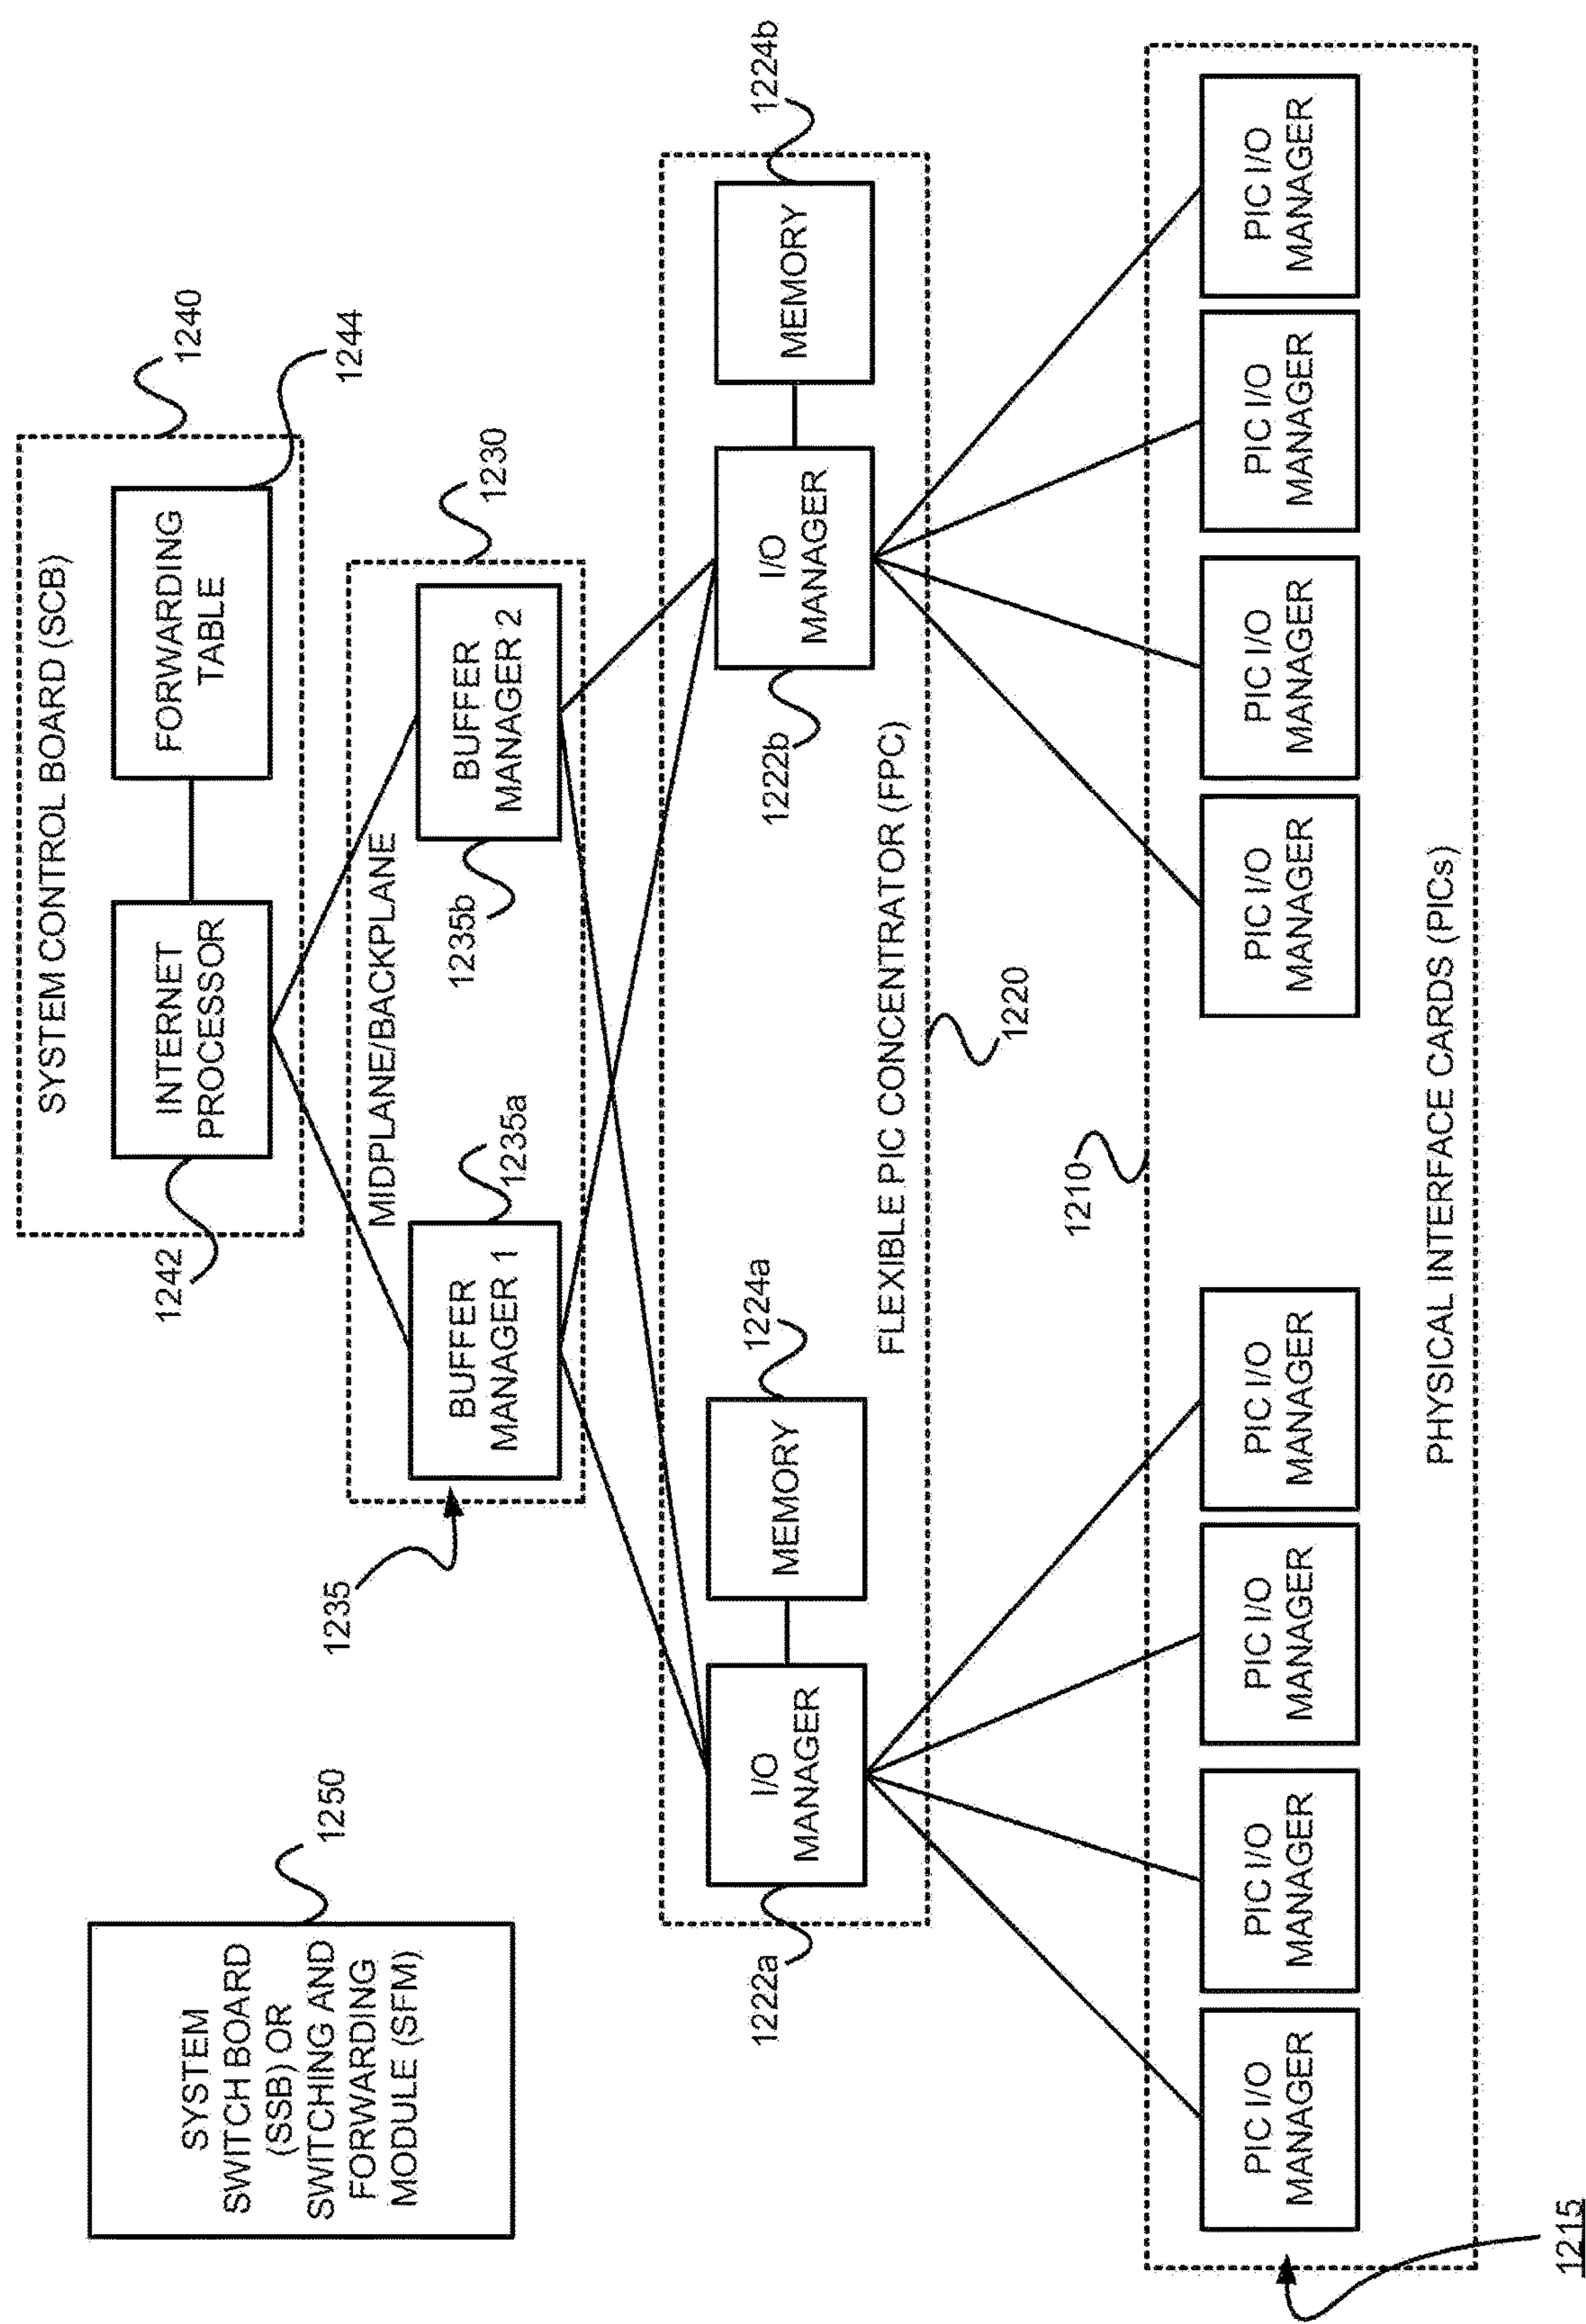 SYSTEM
SWITCH BOARD
(SSB) OR
SWITCHING AND
FORWARDING
MODULE (SFM)
1250
SYSTEM CONTROL BOARD (SCB)
1240
INTERNET
PROCESSOR
1242
FORWARDING
TABLE
1244
MIDPLANE/BACKPLANE
1230
1235
BUFFER
MANAGER 1
1235a
BUFFER
MANAGER 2
1235b
I/O
MANAGER
1222a
MEMORY
1224a
I/O
MANAGER
1222b
MEMORY
1224b
FLEXIBLE PIC CONCENTRATOR (FPC)
1220
1210
PIC I/O
MANAGER
PIC I/O
MANAGER
PIC I/O
MANAGER
PIC I/O
MANAGER
PIC I/O
MANAGER
PIC I/O
MANAGER
PIC I/O
MANAGER
PIC I/O
MANAGER
PHYSICAL INTERFACE CARDS (PICs)
1215